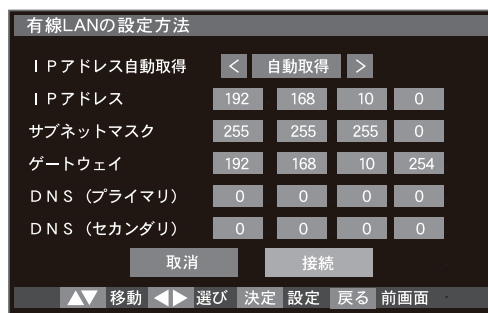 有線LANの設定方法
ＩＰアドレス自動取得 < 自動取得 >
ＩＰアドレス 192 168 10 0
サブネットマスク 255 255 255 0
ゲートウェイ 192 168 10 254
ＤＮＳ（プライマリ） 0 0 0 0
ＤＮＳ（セカンダリ） 0 0 0 0
取消 接続
▲▼ 移動 ◀▶ 選び 決定 設定 戻る 前画面